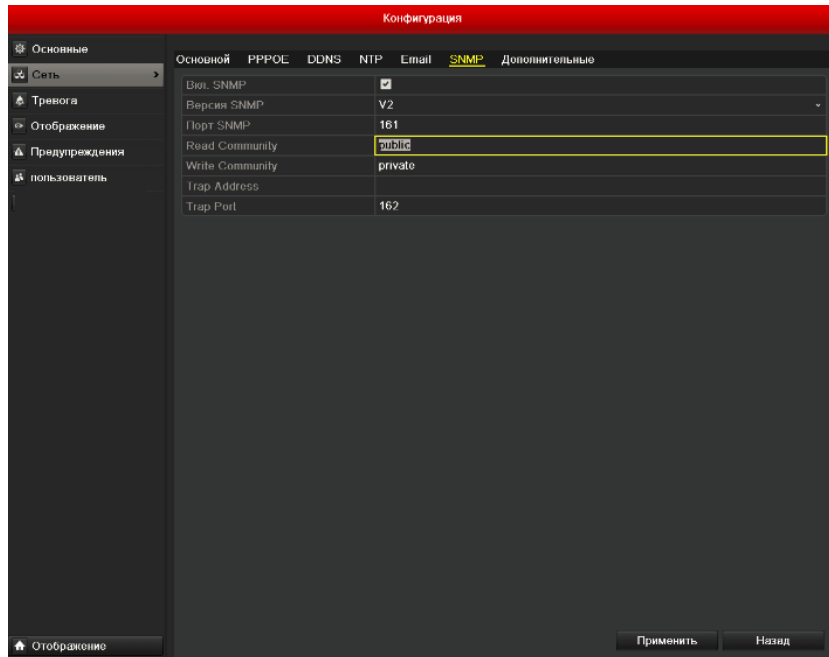 Конфигурация
Основные
Сеть
Тревога
Отображение
Предупреждения
пользователь
Основной PPPOE DDNS NTP Email SNMP Дополнительные
Вкл. SNMP
Версия SNMP V2
Порт SNMP 161
Read Community public
Write Community private
Trap Address
Trap Port 162
Применить Назад
Отображение